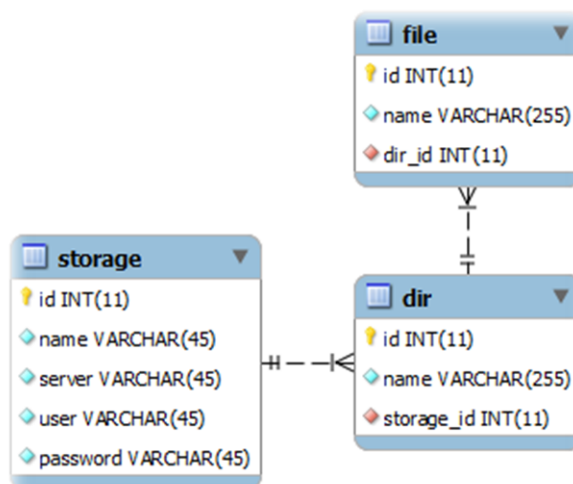 file
id INT(11)
name VARCHAR(255)
dir_id INT(11)
storage
id INT(11)
name VARCHAR(45)
server VARCHAR(45)
user VARCHAR(45)
password VARCHAR(45)
dir
id INT(11)
name VARCHAR(255)
storage_id INT(11)